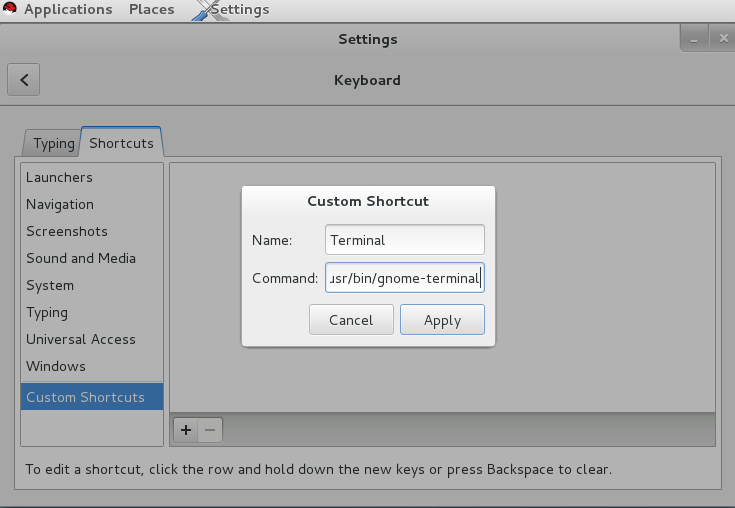 Applications Places Settings
Settings
Keyboard
Typing Shortcuts
Launchers
Navigation
Screenshots
Sound and Media
System
Typing
Universal Access
Windows
Custom Shortcuts
Custom Shortcut
Name: Terminal
Command: usr/bin/gnome-terminal
Cancel Apply
To edit a shortcut, click the row and hold down the new keys or press Backspace to clear.